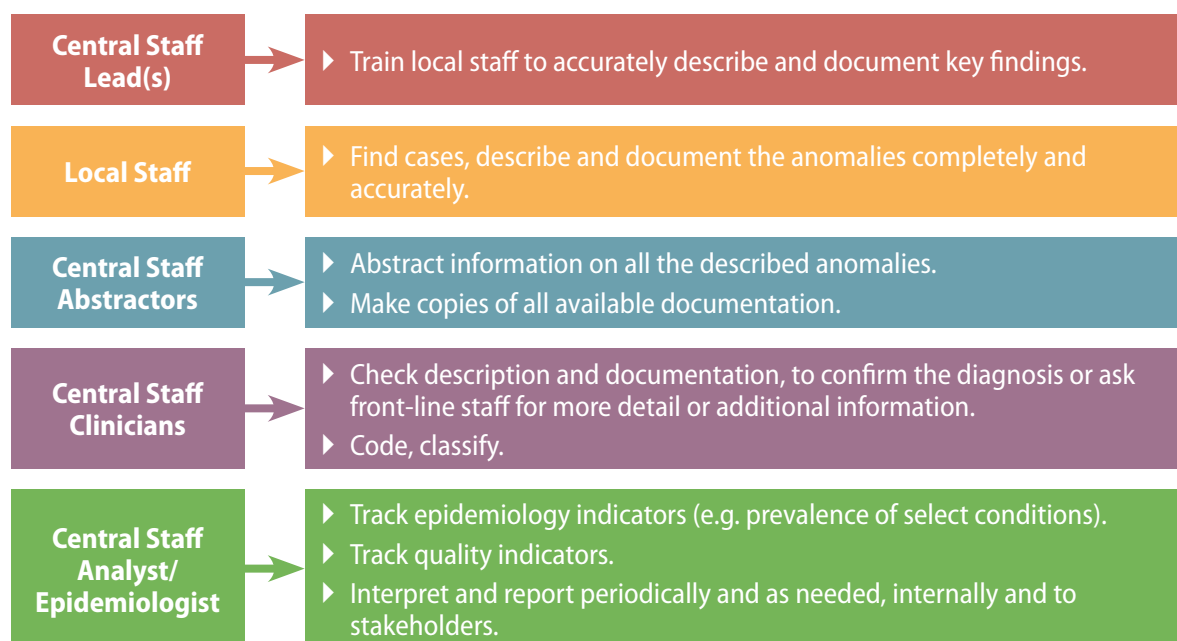 Central Staff
Lead(s)
▶ Train local staff to accurately describe and document key findings.
Local Staff
▶ Find cases, describe and document the anomalies completely and
accurately.
Central Staff
Abstractors
▶ Abstract information on all the described anomalies.
▶ Make copies of all available documentation.
Central Staff
Clinicians
▶ Check description and documentation, to confirm the diagnosis or ask
front-line staff for more detail or additional information.
▶ Code, classify.
Central Staff
Analyst/
Epidemiologist
▶ Track epidemiology indicators (e.g. prevalence of select conditions).
▶ Track quality indicators.
▶ Interpret and report periodically and as needed, internally and to
stakeholders.